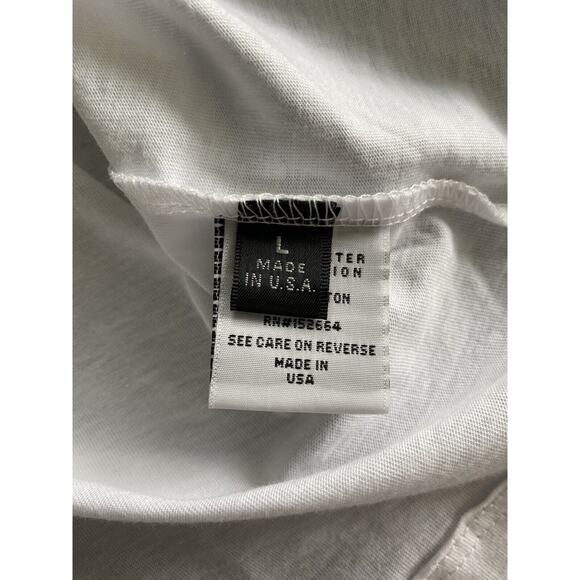 L
MADE
IN U.S.A.
RN#152664
SEE CARE ON REVERSE
MADE IN
USA